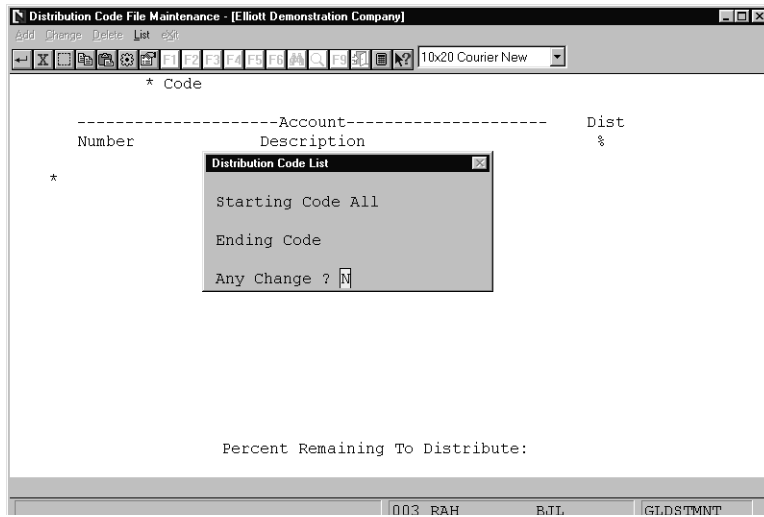 Distribution Code File Maintenance - [Elliott Demonstration Company]
Add Change Delete List eXit
F1 F2 F3 F4 F5 F6 F9 10x20 Courier New
* Code
---------------------Account--------------------- Dist
Number Description %
Distribution Code List
*
Starting Code All
Ending Code
Any Change ? N
Percent Remaining To Distribute:
003 RAH BJL GLDSTMNT